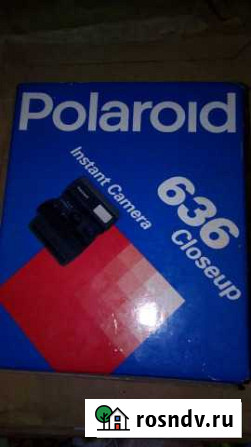 Polaroid
Instant Camera
636
Closeup
rosndv.ru